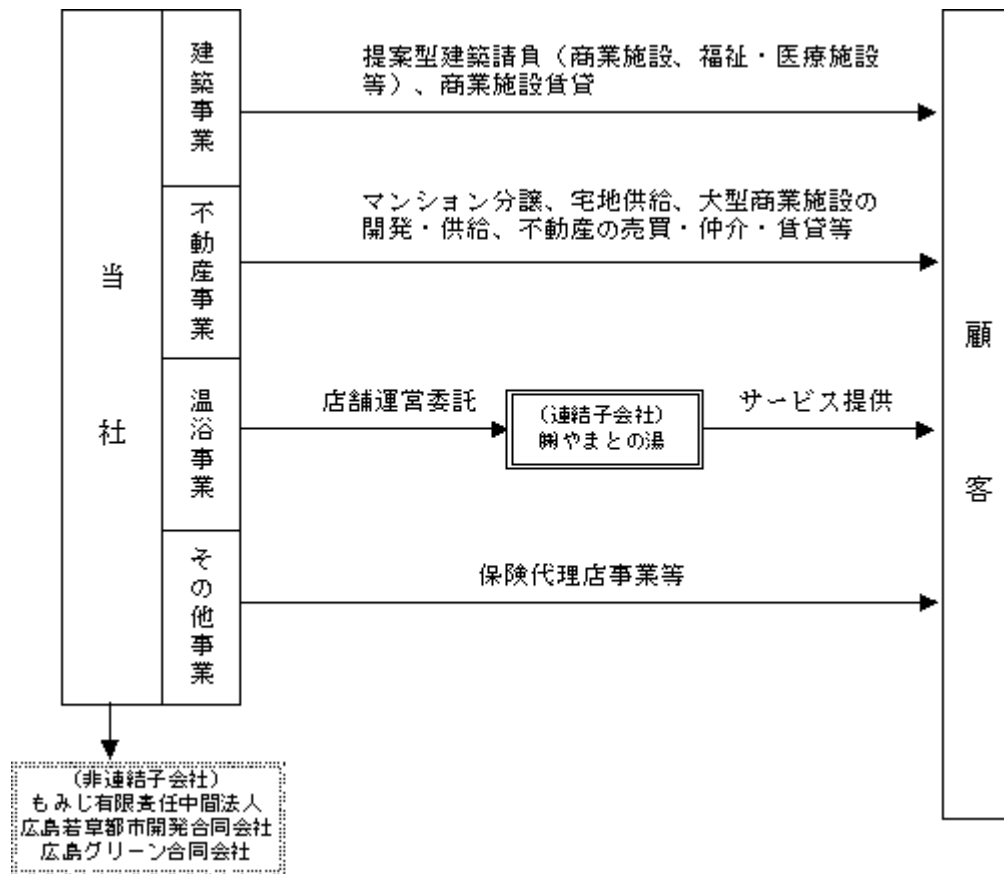 当社
建築事業
提案型建築請負（商業施設、福祉・医療施設
等）、商業施設賃貸
不動産事業
マンション分譲、宅地供給、大型商業施設の
開発・供給、不動産の売買・仲介・賃貸等
温浴事業
店舗運営委託
（連結子会社）
㈱やまとの湯
サービス提供
その他事業
保険代理店事業等
顧客
（非連結子会社）
もみじ有限責任中間法人
広島若草都市開発合同会社
広島グリーン合同会社